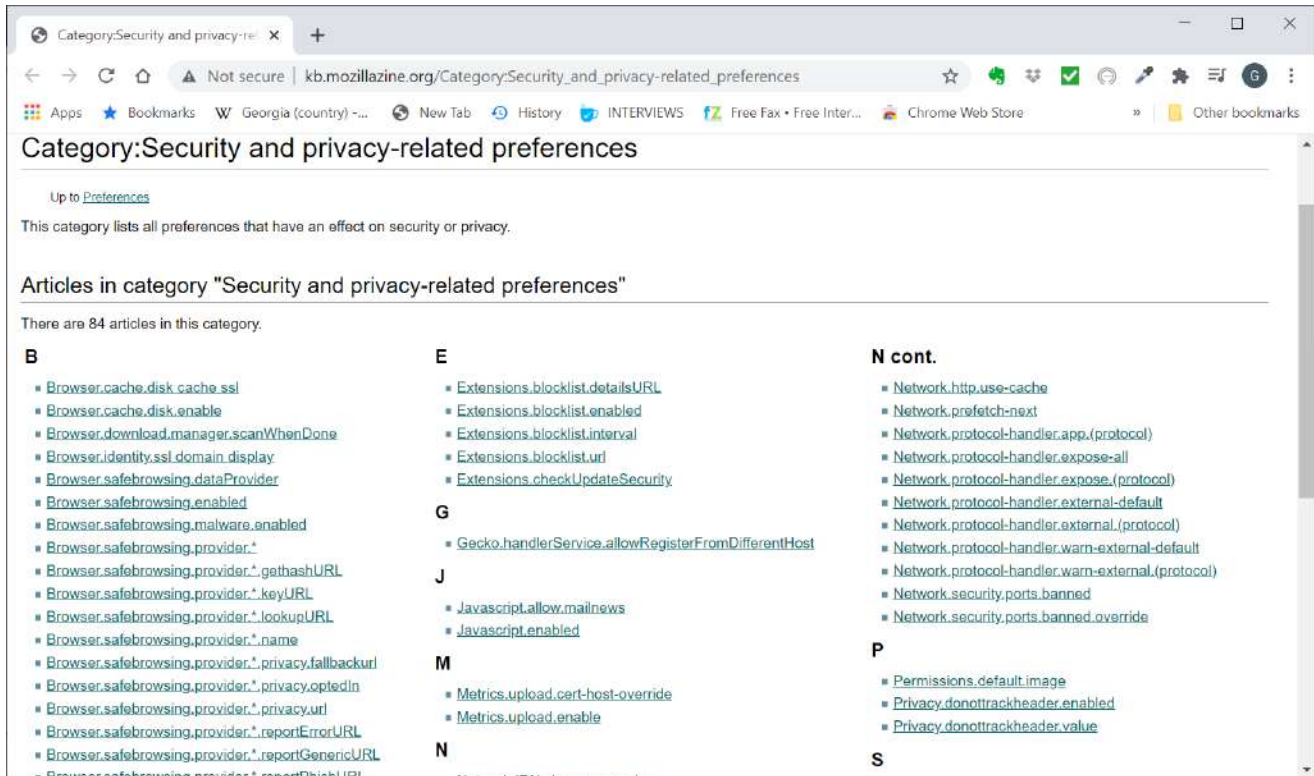 Category:Security and privacy-re
Not secure | kb.mozillazine.org/Category:Security_and_privacy-related_preferences
G
Apps Bookmarks W Georgia (country) -... New Tab History INTERVIEWS fZ Free Fax • Free Inter... Chrome Web Store » Other bookmarks
Category:Security and privacy-related preferences
Up to Preferences
This category lists all preferences that have an effect on security or privacy.
Articles in category "Security and privacy-related preferences"
There are 84 articles in this category.
B
Browser.cache.disk cache ssl
Browser.cache.disk.enable
Browser.download.manager.scanWhenDone
Browser.identity.ssl domain display
Browser.safebrowsing.dataProvider
Browser.safebrowsing.enabled
Browser.safebrowsing.malware.enabled
Browser.safebrowsing.provider.*
Browser.safebrowsing.provider.*.gethashURL
Browser.safebrowsing.provider.*.keyURL
Browser.safebrowsing.provider.*.lookupURL
Browser.safebrowsing.provider.*.name
Browser.safebrowsing.provider.*.privacy.fallbackurl
Browser.safebrowsing.provider.*.privacy.optedIn
Browser.safebrowsing.provider.*.privacy.url
Browser.safebrowsing.provider.*.reportErrorURL
Browser.safebrowsing.provider.*.reportGenericURL
Browser.safebrowsing.provider.*.reportPhishURL
E
Extensions.blocklist.detailsURL
Extensions.blocklist.enabled
Extensions.blocklist.interval
Extensions.blocklist.url
Extensions.checkUpdateSecurity
G
Gecko.handlerService.allowRegisterFromDifferentHost
J
Javascript.allow.mailnews
Javascript.enabled
M
Metrics.upload.cert-host-override
Metrics.upload.enable
N
N cont.
Network.http.use-cache
Network.prefetch-next
Network.protocol-handler.app.(protocol)
Network.protocol-handler.expose-all
Network.protocol-handler.expose.(protocol)
Network.protocol-handler.external-default
Network.protocol-handler.external.(protocol)
Network.protocol-handler.warn-external-default
Network.protocol-handler.warn-external.(protocol)
Network.security.ports.banned
Network.security.ports.banned.override
P
Permissions.default.image
Privacy.donottrackheader.enabled
Privacy.donottrackheader.value
S